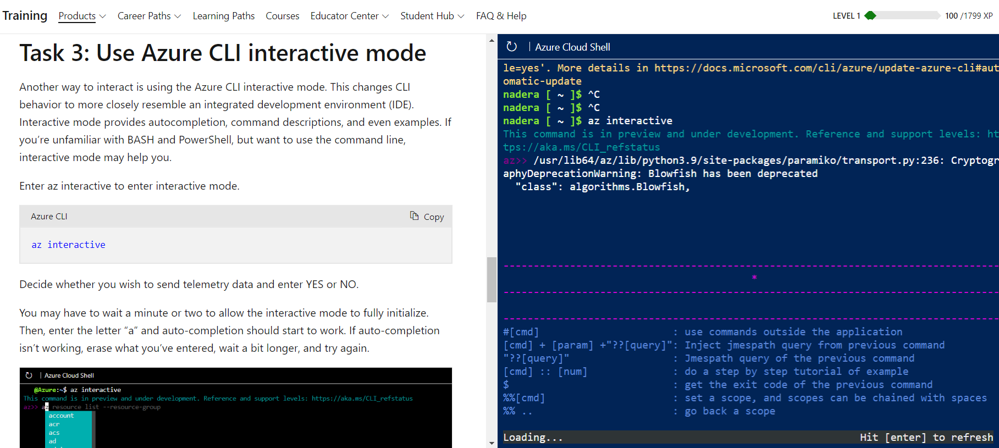 Training Products Career Paths Learning Paths Courses Educator Center Student Hub FAQ & Help LEVEL 1 100 /1799 XP
Task 3: Use Azure CLI interactive mode
Another way to interact is using the Azure CLI interactive mode. This changes CLI
behavior to more closely resemble an integrated development environment (IDE).
Interactive mode provides autocompletion, command descriptions, and even examples. If
you’re unfamiliar with BASH and PowerShell, but want to use the command line,
interactive mode may help you.
Enter az interactive to enter interactive mode.
Azure CLI Copy
az interactive
Decide whether you wish to send telemetry data and enter YES or NO.
You may have to wait a minute or two to allow the interactive mode to fully initialize.
Then, enter the letter “a” and auto-completion should start to work. If auto-completion
isn’t working, erase what you’ve entered, wait a bit longer, and try again.
| Azure Cloud Shell
@Azure:~$ az interactive
This command is in preview and under development. Reference and support levels: https://aka.ms/CLI_refstatus
az>> az resource list --resource-group
account
acr
acs
ad
| Azure Cloud Shell
le=yes'. More details in https://docs.microsoft.com/cli/azure/update-azure-cli#aut
omatic-update
nadera [ ~ ]$ ^C
nadera [ ~ ]$ ^C
nadera [ ~ ]$ az interactive
This command is in preview and under development. Reference and support levels: ht
tps://aka.ms/CLI_refstatus
az>> /usr/lib64/az/lib/python3.9/site-packages/paramiko/transport.py:236: Cryptogr
aphyDeprecationWarning: Blowfish has been deprecated
"class": algorithms.Blowfish,
*
#[cmd] : use commands outside the application
[cmd] + [param] +"??[query]": Inject jmespath query from previous command
"??[query]" : Jmespath query of the previous command
[cmd] :: [num] : do a step by step tutorial of example
$ : get the exit code of the previous command
%%[cmd] : set a scope, and scopes can be chained with spaces
%% .. : go back a scope
Loading... Hit [enter] to refresh